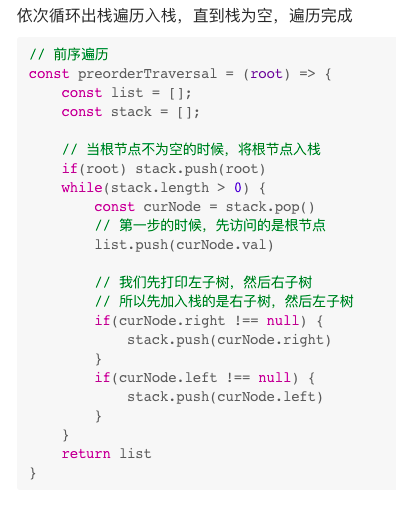 依次循环出栈遍历入栈，直到栈为空，遍历完成
// 前序遍历
const preorderTraversal = (root) => {
    const list = [];
    const stack = [];

    // 当根节点不为空的时候，将根节点入栈
    if(root) stack.push(root)
    while(stack.length > 0) {
        const curNode = stack.pop()
        // 第一步的时候，先访问的是根节点
        list.push(curNode.val)

        // 我们先打印左子树，然后右子树
        // 所以先加入栈的是右子树，然后左子树
        if(curNode.right !== null) {
            stack.push(curNode.right)
        }
        if(curNode.left !== null) {
            stack.push(curNode.left)
        }
    }
    return list
}